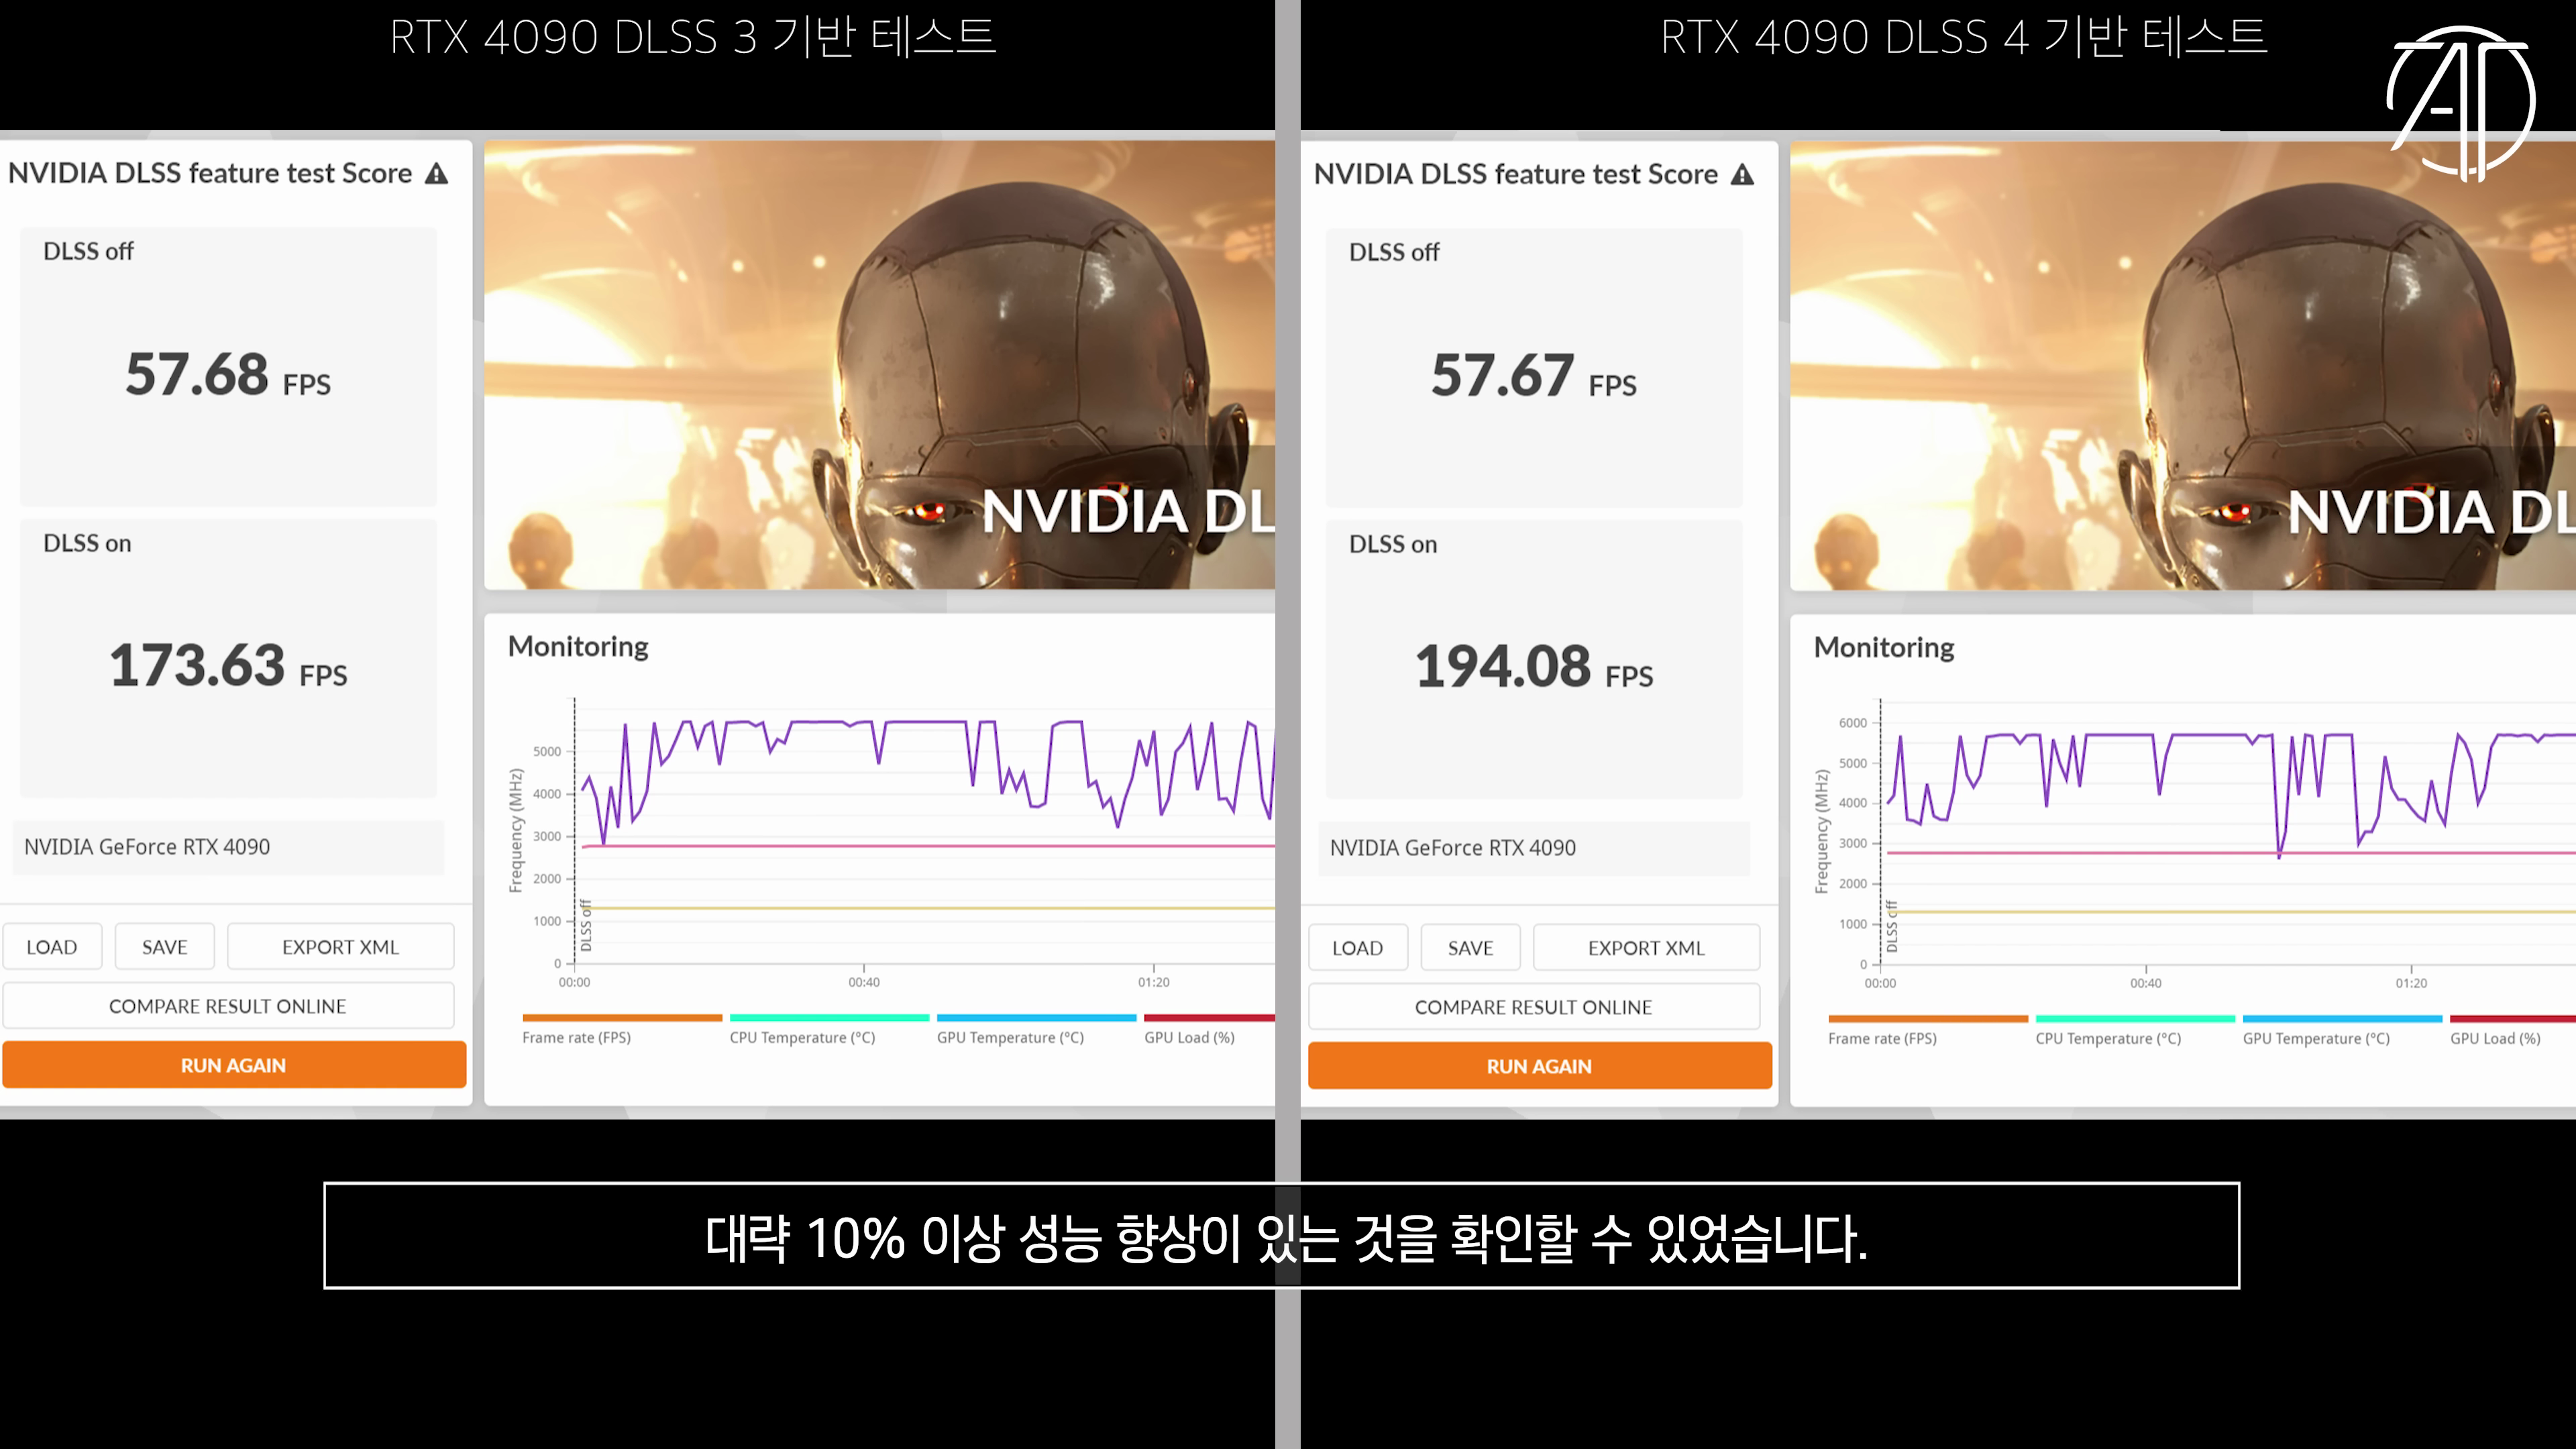 RTX 4090 DLSS 3 기반 테스트
NVIDIA DLSS feature test Score
DLSS off
57.68 FPS
DLSS on
173.63 FPS
NVIDIA GeForce RTX 4090
LOAD
SAVE
EXPORT XML
COMPARE RESULT ONLINE
RUN AGAIN
NVIDIA DL
Monitoring
Frequency (MHz)
5000
4000
3000
2000
1000
0
DLSS off
00:00
00:40
01:20
Frame rate (FPS)
CPU Temperature (°C)
GPU Temperature (°C)
GPU Load (%)
RTX 4090 DLSS 4 기반 테스트
AT
NVIDIA DLSS feature test Score
DLSS off
57.67 FPS
DLSS on
194.08 FPS
NVIDIA GeForce RTX 4090
LOAD
SAVE
EXPORT XML
COMPARE RESULT ONLINE
RUN AGAIN
NVIDIA DL
Monitoring
Frequency (MHz)
6000
5000
4000
3000
2000
1000
0
DLSS off
00:00
00:40
01:20
Frame rate (FPS)
CPU Temperature (°C)
GPU Temperature (°C)
GPU Load (%)
대략 10% 이상 성능 향상이 있는 것을 확인할 수 있었습니다.